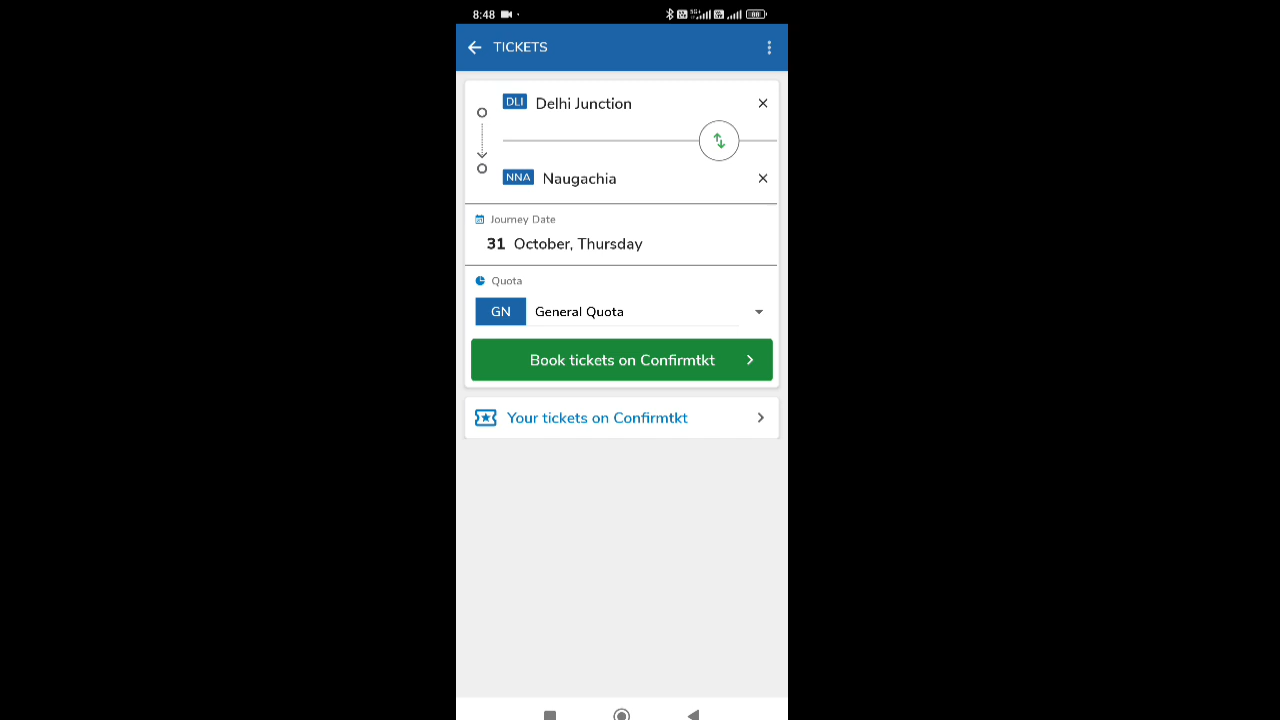 8:48
TICKETS
DLI Delhi Junction
NNA Naugachia
Journey Date
31 October, Thursday
Quota
GN General Quota
Book tickets on Confirmtkt
Your tickets on Confirmtkt